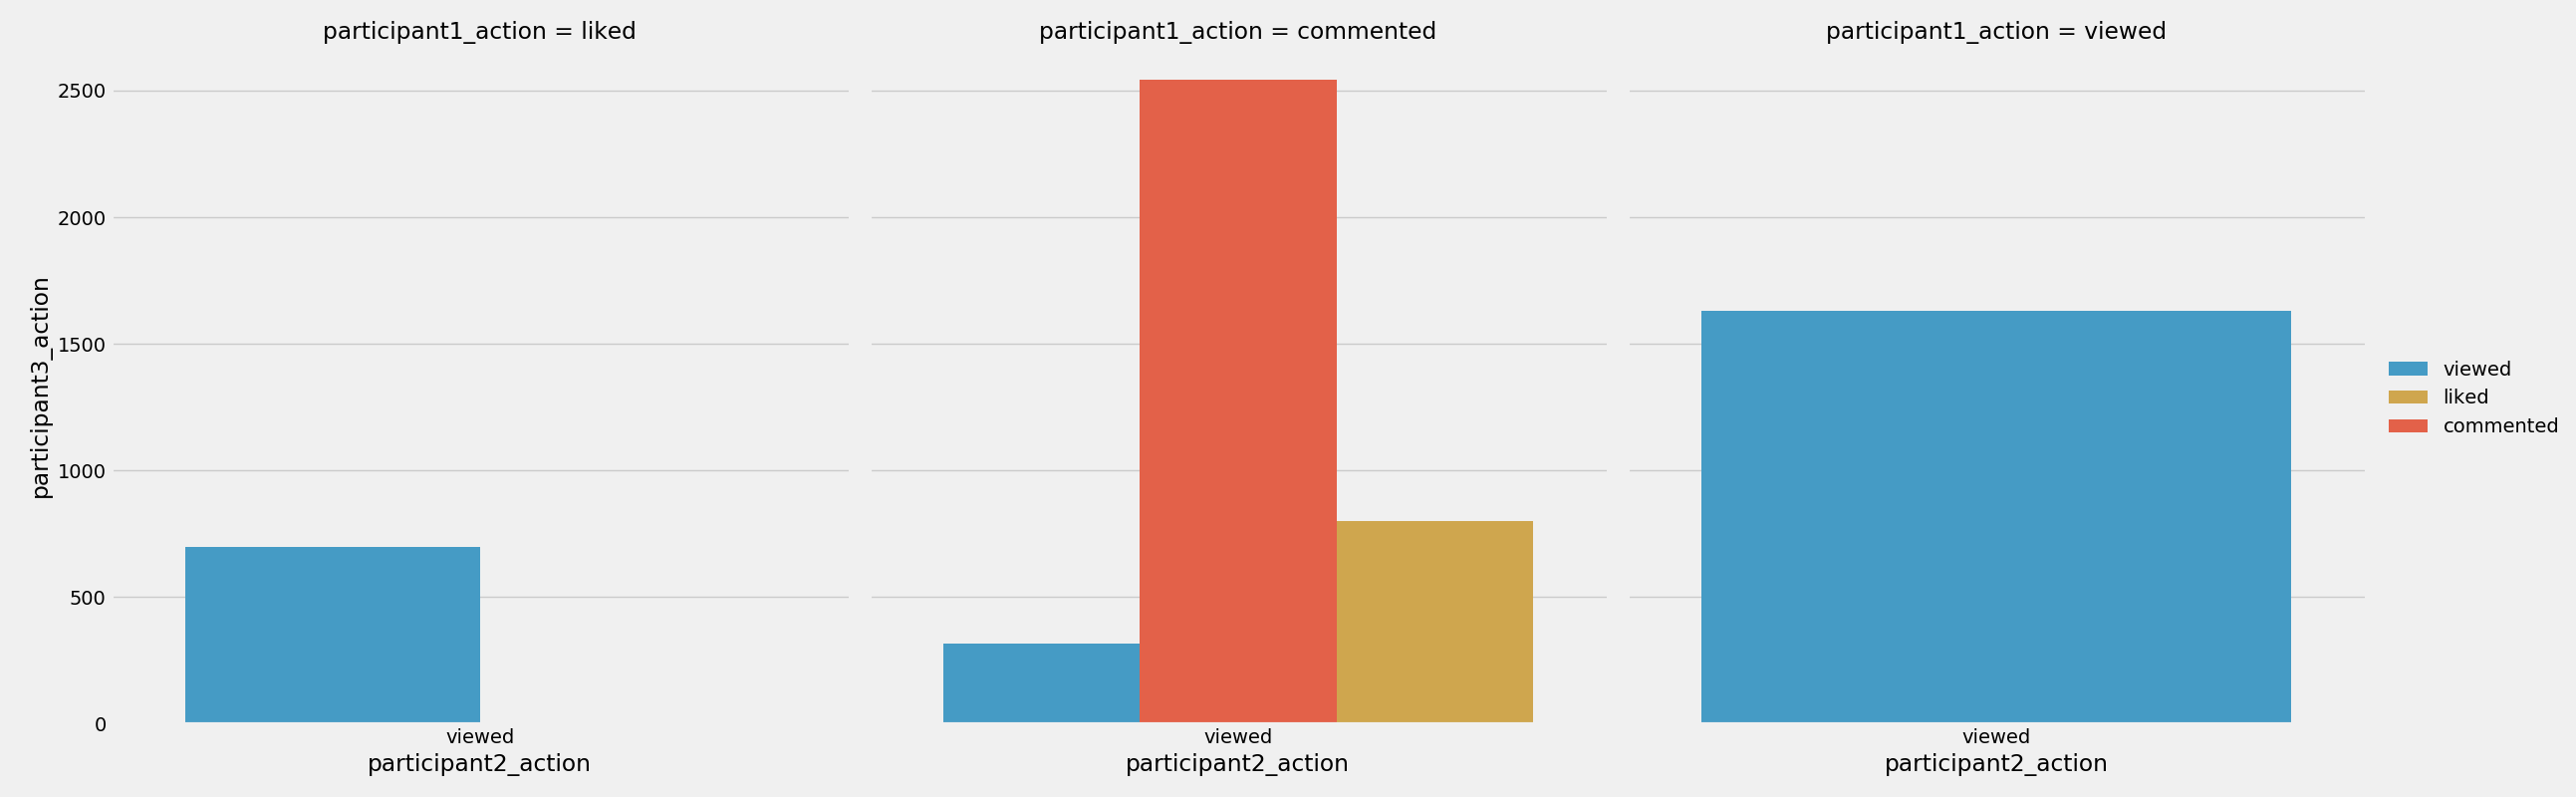 participant1_action = liked
participant1_action = commented
participant1_action = viewed
participant3_action
2500
2000
1500
1000
500
0
viewed
viewed
viewed
participant2_action
participant2_action
participant2_action
viewed
liked
commented